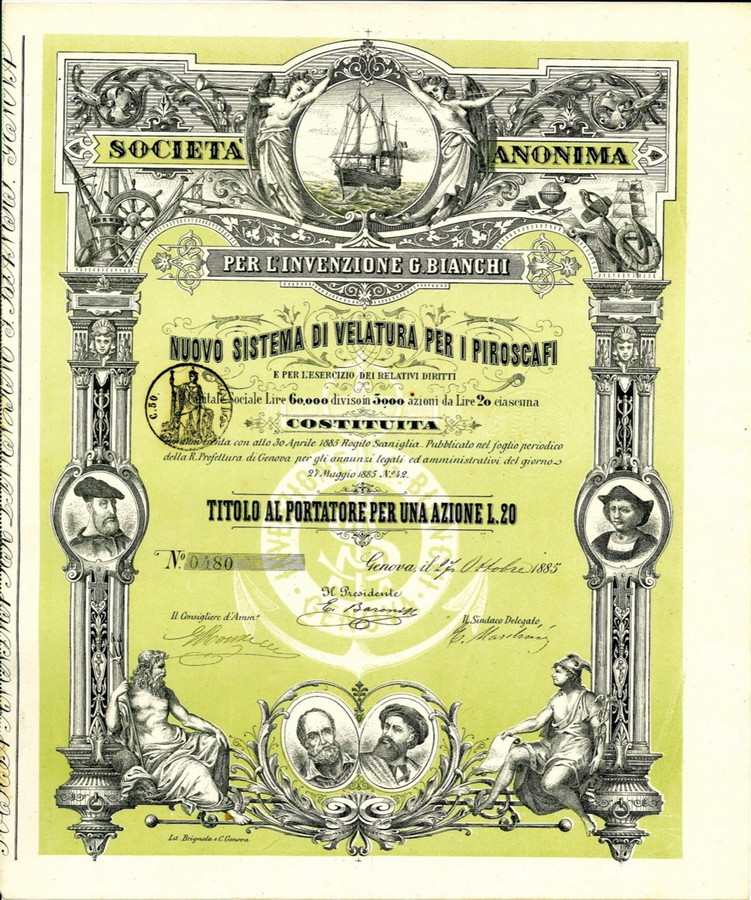 SOCIETÀ ANONIMA
PER L'INVENZIONE G. BIANCHI
NUOVO SISTEMA DI VELATURA PER I PIROSCAFI
E PER L'ESERCIZIO DEI RELATIVI DIRITTI
Sociale Lire 60,000 diviso in 3000 azioni da Lire 20 ciascuna
C. 50
COSTITUITA
con atto 30 Aprile 1885 Rogito Scaniglia. Pubblicato nel foglio periodico
della R. Prefettura di Genova per gli annunzi legali ed amministrativi del giorno
27 Maggio 1885 N° 42.
TITOLO AL PORTATORE PER UNA AZIONE L. 20
N° 0480
Genova, il 27 Ottobre 1885
Il Presidente
Il Consigliere d'Amm°
Il Sindaco Delegato
Lit. Brignole e C. Genova